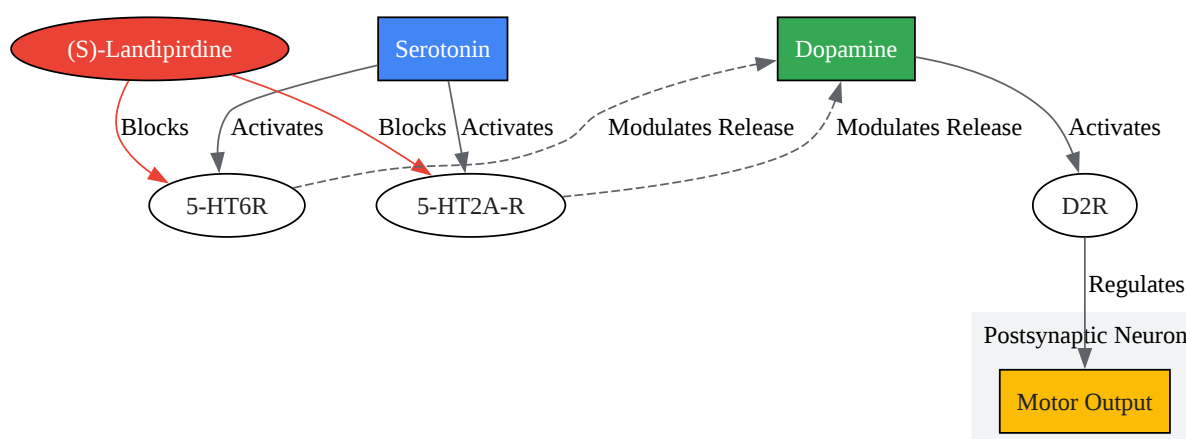 (S)-Landipirdine
Serotonin
Dopamine
Blocks
Activates
Blocks
Activates
Modulates Release
Modulates Release
Activates
5-HT6R
5-HT2A-R
D2R
Regulates
Postsynaptic Neuron
Motor Output